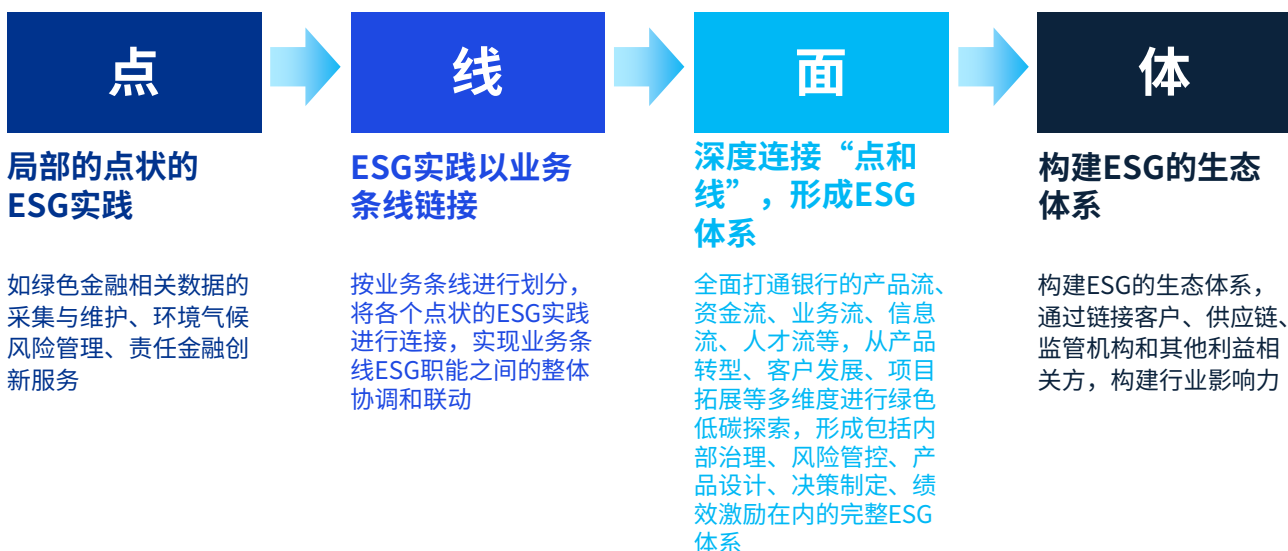 点
局部的点状的
ESG实践
如绿色金融相关数据的
采集与维护、环境气候
风险管理、责任金融创
新服务
线
ESG实践以业务
条线链接
按业务条线进行划分，
将各个点状的ESG实践
进行连接，实现业务条
线ESG职能之间的整体
协调和联动
面
深度连接“点和
线”，形成ESG
体系
全面打通银行的产品流、
资金流、业务流、信息
流、人才流等，从产品
转型、客户发展、项目
拓展等多维度进行绿色
低碳探索，形成包括内
部治理、风险管控、产
品设计、决策制定、绩
效激励在内的完整ESG
体系
体
构建ESG的生态
体系
构建ESG的生态体系，
通过链接客户、供应链、
监管机构和其他利益相
关方，构建行业影响力